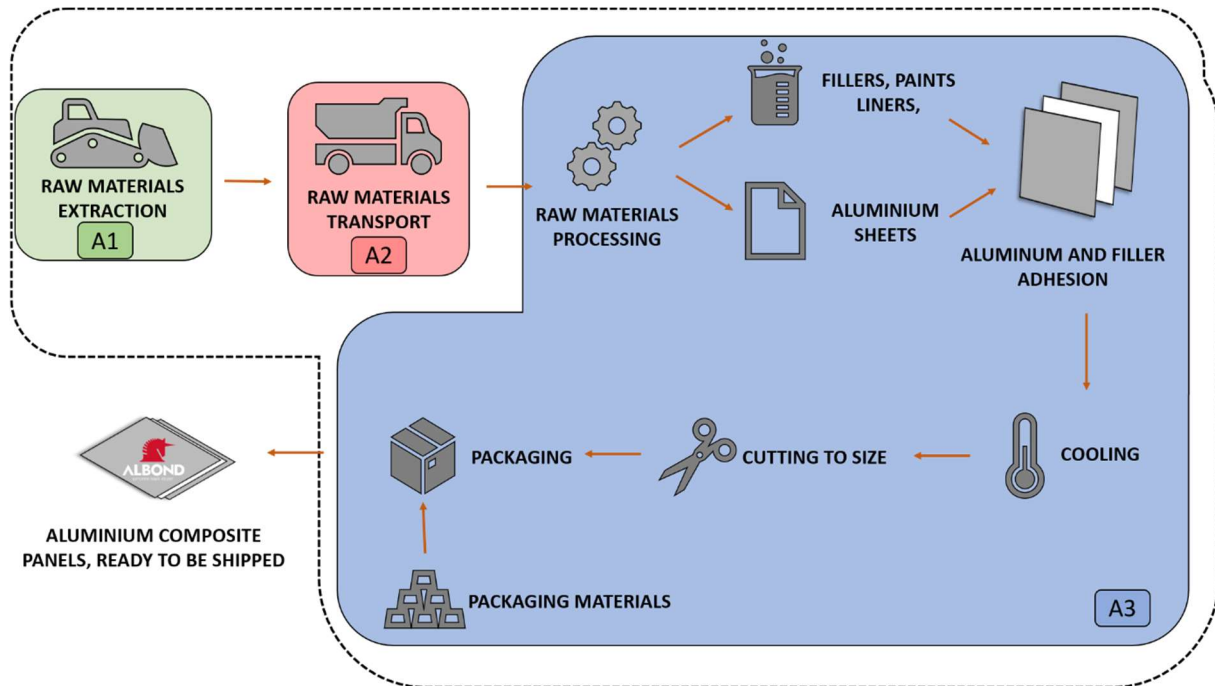 RAW MATERIALS
EXTRACTION
A1
RAW MATERIALS
TRANSPORT
A2
RAW MATERIALS
PROCESSING
FILLERS, PAINTS
LINERS,
ALUMINIUM
SHEETS
ALUMINUM AND FILLER
ADHESION
COOLING
CUTTING TO SIZE
PACKAGING
PACKAGING MATERIALS
A3
ALBOND
ALUMINIUM COMPOSITE
PANELS, READY TO BE SHIPPED